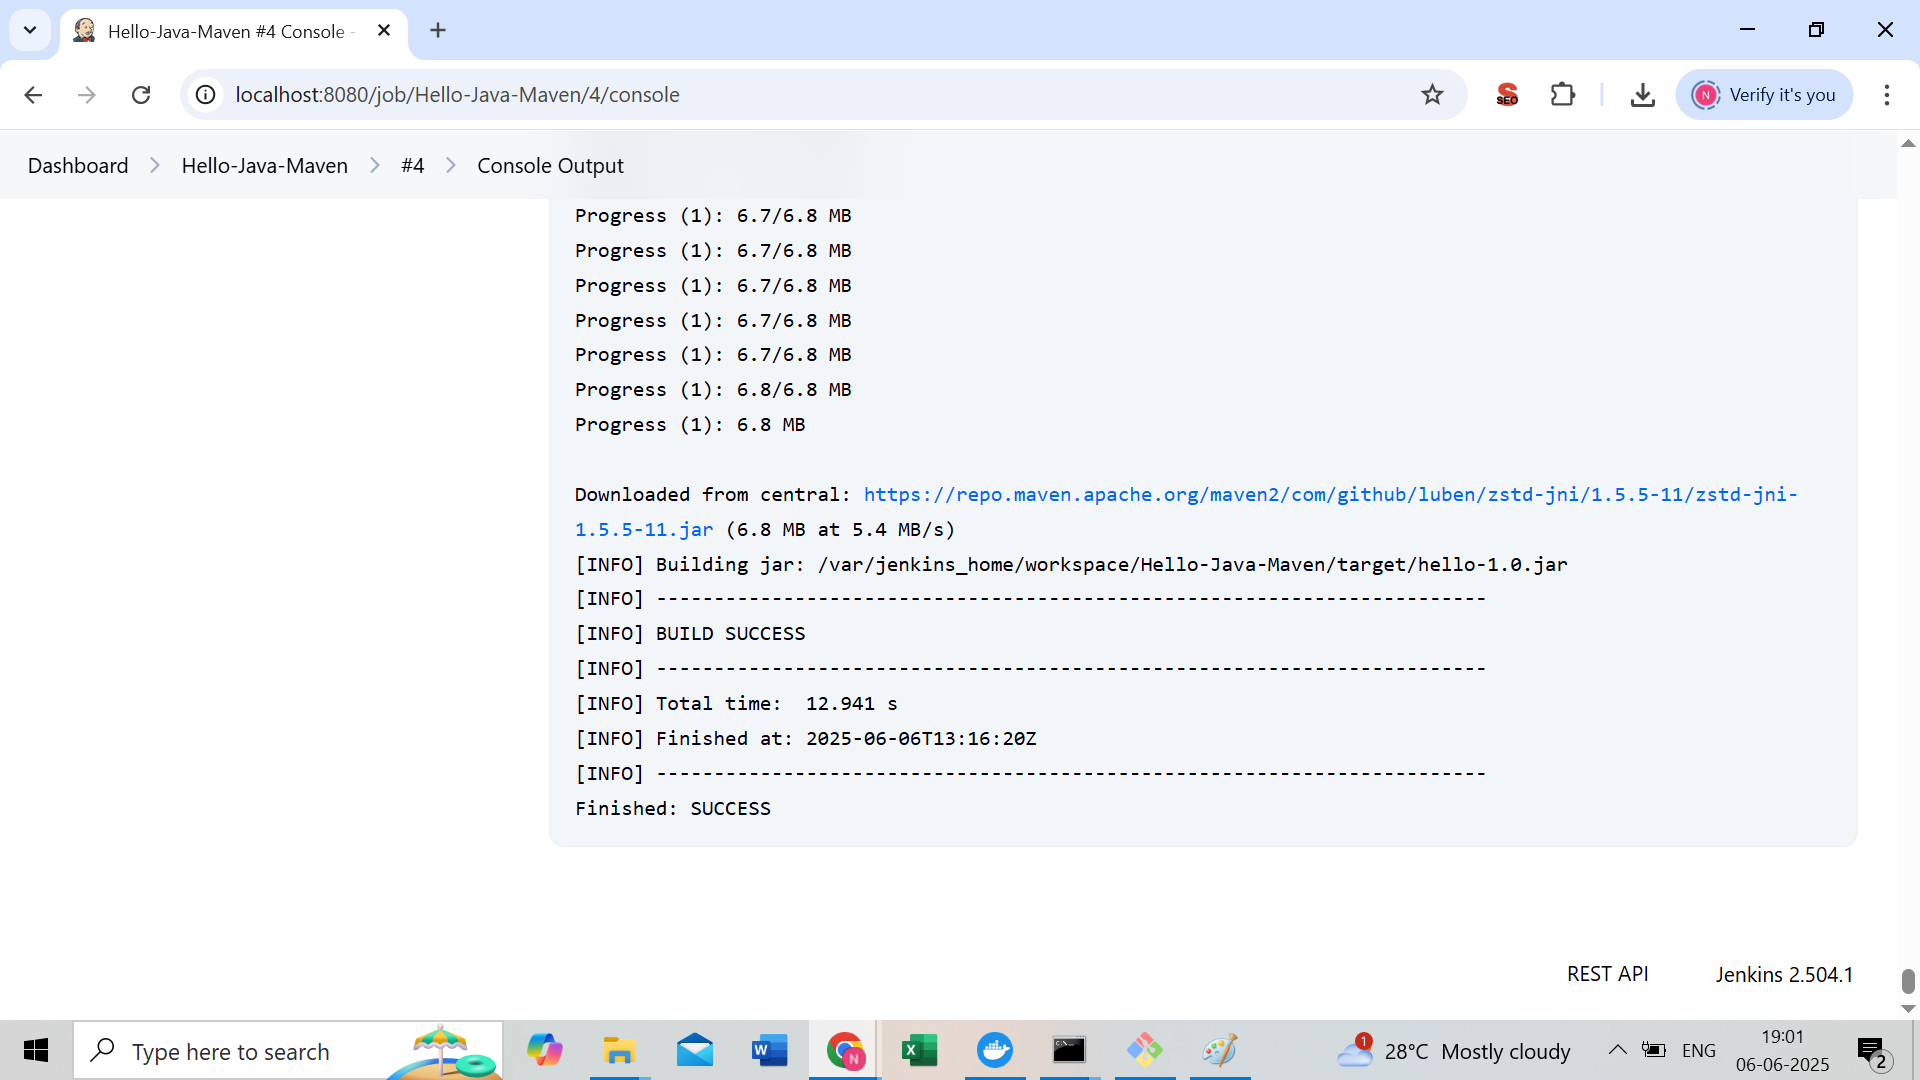 Hello-Java-Maven #4 Console -
localhost:8080/job/Hello-Java-Maven/4/console
SEO
N
Verify it's you
Dashboard
Hello-Java-Maven
#4
Console Output
Progress (1): 6.7/6.8 MB
Progress (1): 6.7/6.8 MB
Progress (1): 6.7/6.8 MB
Progress (1): 6.7/6.8 MB
Progress (1): 6.7/6.8 MB
Progress (1): 6.8/6.8 MB
Progress (1): 6.8 MB
Downloaded from central: https://repo.maven.apache.org/maven2/com/github/luben/zstd-jni/1.5.5-11/zstd-jni-
1.5.5-11.jar (6.8 MB at 5.4 MB/s)
[INFO] Building jar: /var/jenkins_home/workspace/Hello-Java-Maven/target/hello-1.0.jar
[INFO] ------------------------------------------------------------------------
[INFO] BUILD SUCCESS
[INFO] ------------------------------------------------------------------------
[INFO] Total time:  12.941 s
[INFO] Finished at: 2025-06-06T13:16:20Z
[INFO] ------------------------------------------------------------------------
Finished: SUCCESS
REST API
Jenkins 2.504.1
Type here to search
W
N
X
C:\
1
28°C Mostly cloudy
ENG
19:01
06-06-2025
2